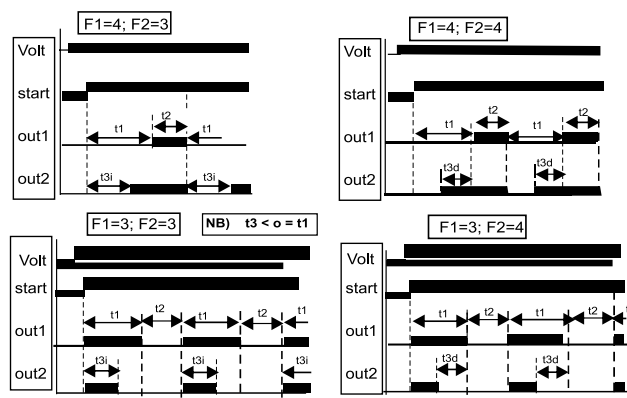 F1=4; F2=3
Volt
start
t2
t1
t1
out1
t3i
t3i
out2
F1=4; F2=4
Volt
start
t2
t2
t1
t1
out1
t3d
t3d
out2
F1=3; F2=3
NB) t3 < o = t1
Volt
start
t1
t2
t1
t2
t1
out1
t3i
t3i
t3i
out2
F1=3; F2=4
Volt
start
t1
t2
t1
t2
out1
t3d
t3d
out2